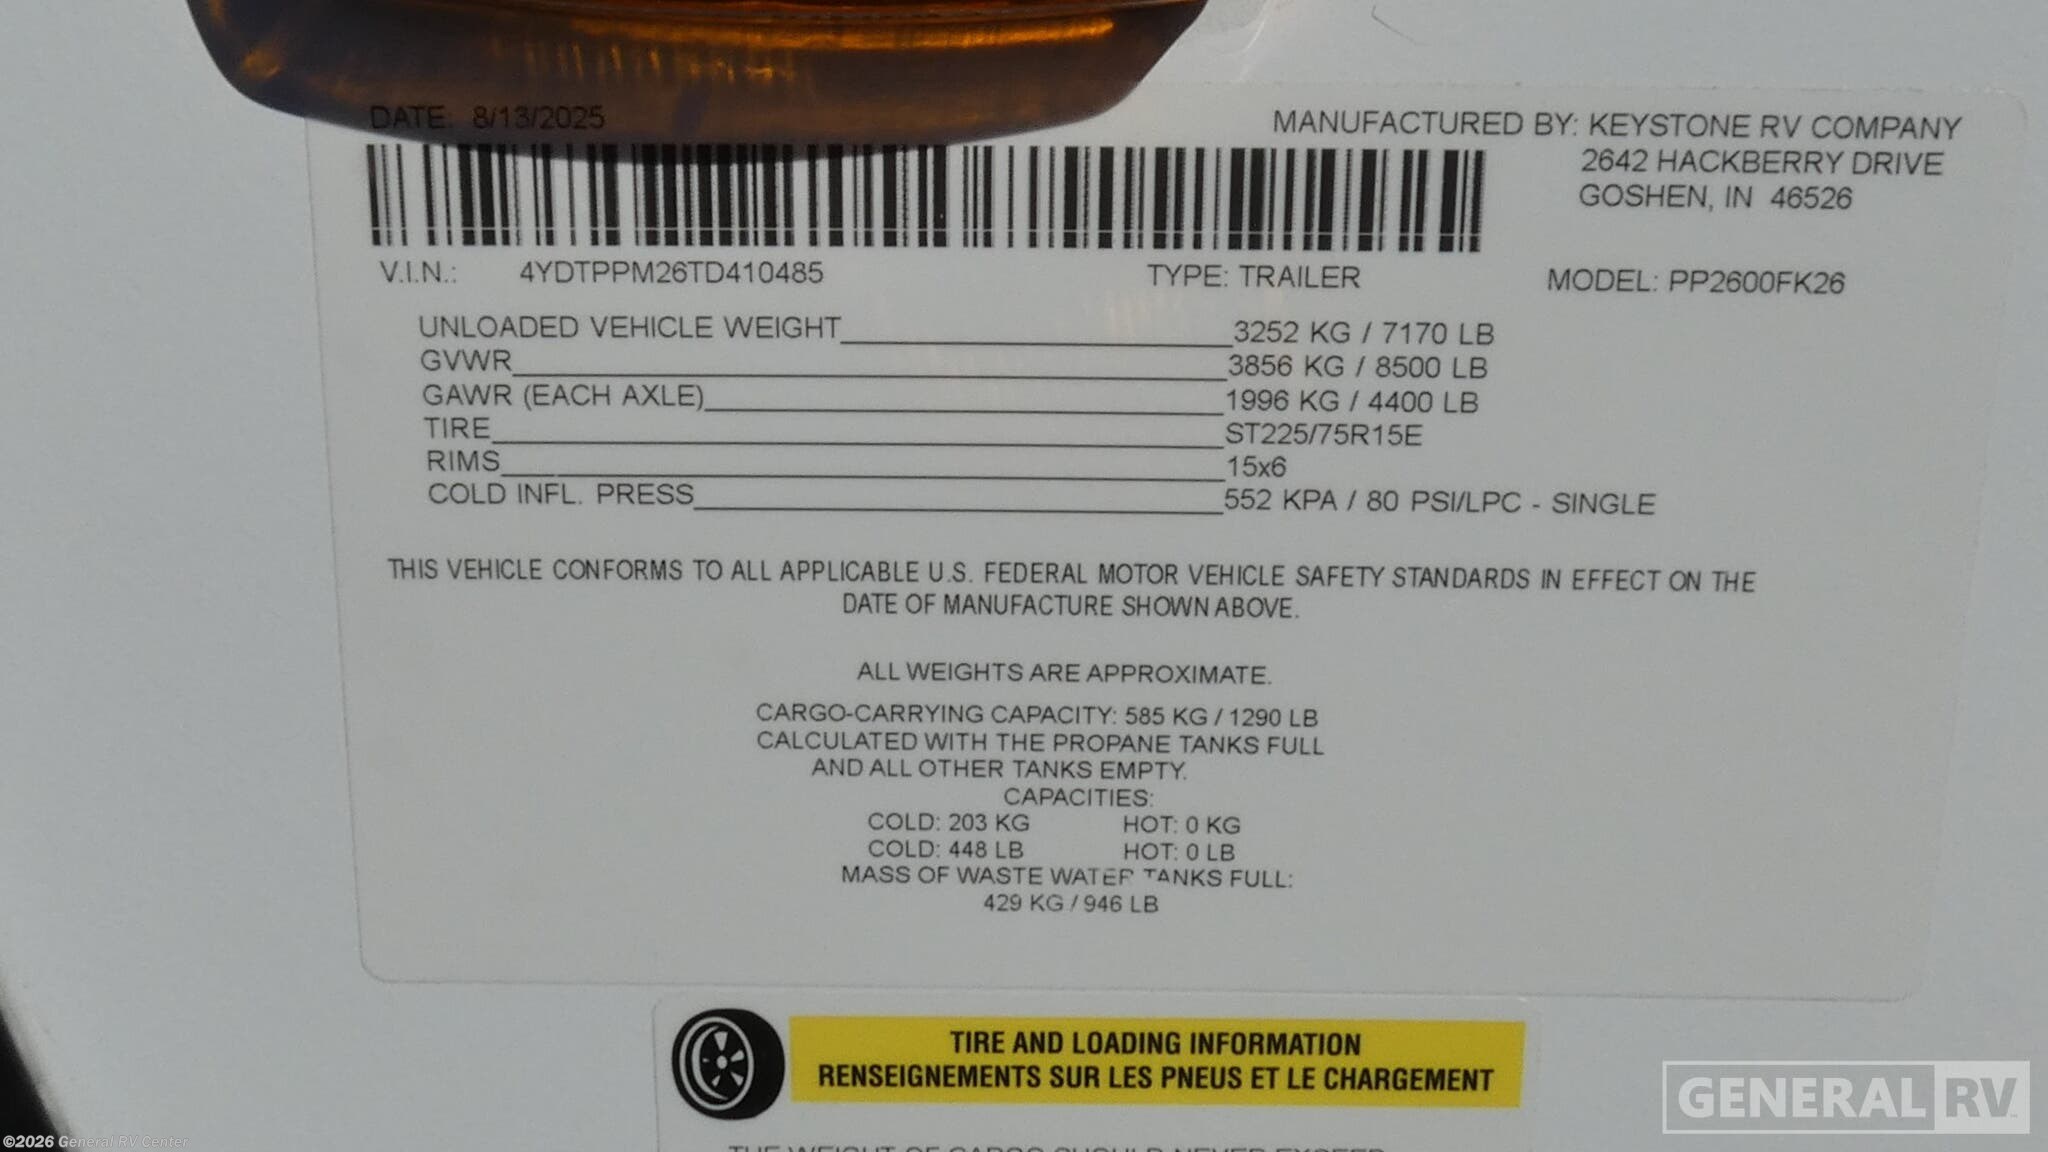 DATE: 8/13/2025
MANUFACTURED BY: KEYSTONE RV COMPANY
2642 HACKBERRY DRIVE
GOSHEN, IN 46526
V.I.N.: 4YDTPPM26TD410485 TYPE: TRAILER MODEL: PP2600FK26
UNLOADED VEHICLE WEIGHT 3252 KG / 7170 LB
GVWR 3856 KG / 8500 LB
GAWR (EACH AXLE) 1996 KG / 4400 LB
TIRE ST225/75R15E
RIMS 15x6
COLD INFL. PRESS 552 KPA / 80 PSI/LPC - SINGLE
THIS VEHICLE CONFORMS TO ALL APPLICABLE U.S. FEDERAL MOTOR VEHICLE SAFETY STANDARDS IN EFFECT ON THE
DATE OF MANUFACTURE SHOWN ABOVE.
ALL WEIGHTS ARE APPROXIMATE.
CARGO-CARRYING CAPACITY: 585 KG / 1290 LB
CALCULATED WITH THE PROPANE TANKS FULL
AND ALL OTHER TANKS EMPTY.
CAPACITIES:
COLD: 203 KG HOT: 0 KG
COLD: 448 LB HOT: 0 LB
MASS OF WASTE WATER TANKS FULL:
429 KG / 946 LB
TIRE AND LOADING INFORMATION
RENSEIGNEMENTS SUR LES PNEUS ET LE CHARGEMENT
THE WEIGHT OF CARGO SHOULD NEVER EXCEED
GENERAL RV
©2026 General RV Center